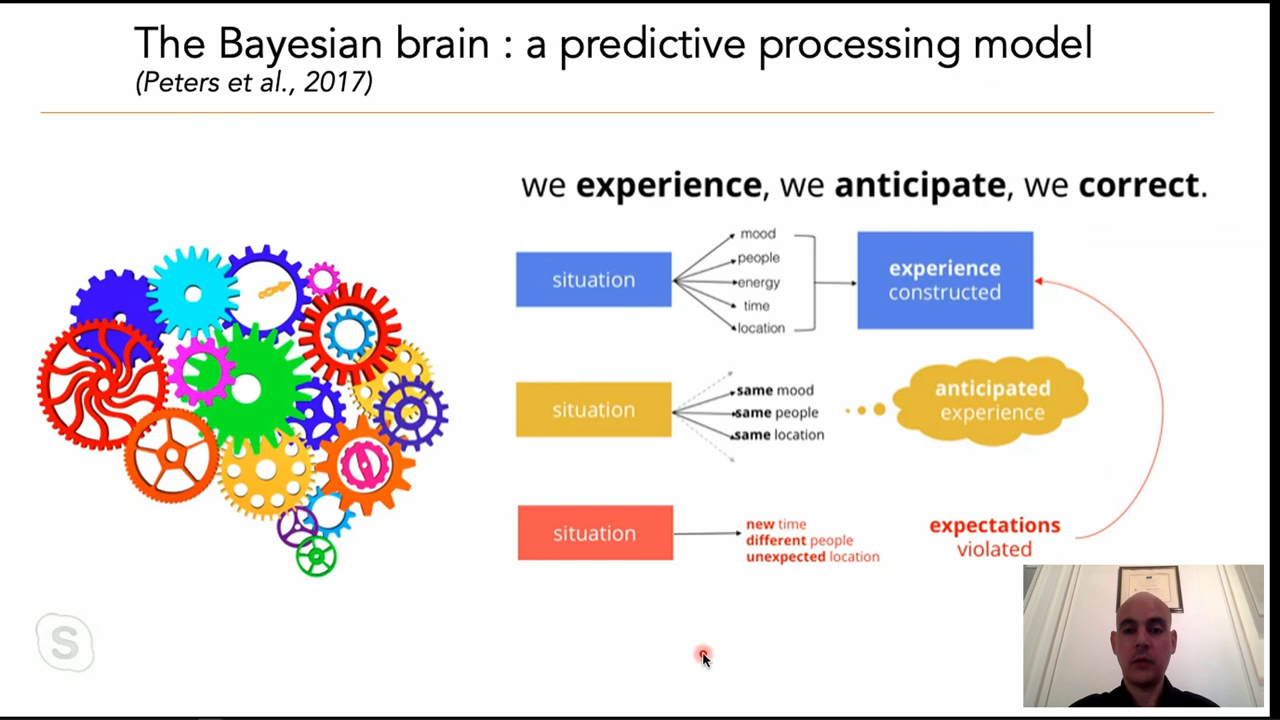 The Bayesian brain : a predictive processing model
(Peters et al., 2017)
we experience, we anticipate, we correct.
situation
mood
people
energy
time
location
experience
constructed
situation
same mood
same people
same location
anticipated
experience
situation
new time
different people
unexpected location
expectations
violated
S